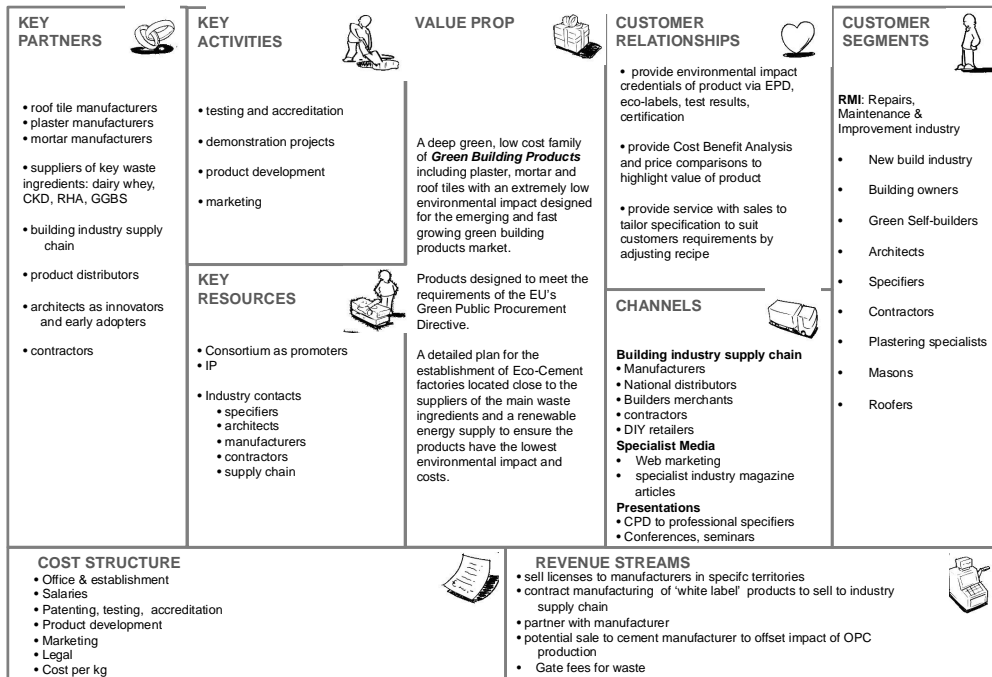 KEY
PARTNERS
• roof tile manufacturers
• plaster manufacturers
• mortar manufacturers
• suppliers of key waste
ingredients: dairy whey,
CKD, RHA, GGBS
• building industry supply
chain
• product distributors
• architects as innovators
and early adopters
• contractors
KEY
ACTIVITIES
• testing and accreditation
• demonstration projects
• product development
• marketing
KEY
RESOURCES
• Consortium as promoters
• IP
• Industry contacts
• specifiers
• architects
• manufacturers
• contractors
• supply chain
VALUE PROP
A deep green, low cost family
of Green Building Products
including plaster, mortar and
roof tiles with an extremely low
environmental impact designed
for the emerging and fast
growing green building
products market.
Products designed to meet the
requirements of the EU's
Green Public Procurement
Directive.
A detailed plan for the
establishment of Eco-Cement
factories located close to the
suppliers of the main waste
ingredients and a renewable
energy supply to ensure the
products have the lowest
environmental impact and
costs.
CUSTOMER
RELATIONSHIPS
• provide environmental impact
credentials of product via EPD,
eco-labels, test results,
certification
• provide Cost Benefit Analysis
and price comparisons to
highlight value of product
• provide service with sales to
tailor specification to suit
customers requirements by
adjusting recipe
CHANNELS
Building industry supply chain
• Manufacturers
• National distributors
• Builders merchants
• contractors
• DIY retailers
Specialist Media
• Web marketing
• specialist industry magazine
articles
Presentations
• CPD to professional specifiers
• Conferences, seminars
CUSTOMER
SEGMENTS
RMI: Repairs,
Maintenance &
Improvement industry
• New build industry
• Building owners
• Green Self-builders
• Architects
• Specifiers
• Contractors
• Plastering specialists
• Masons
• Roofers
COST STRUCTURE
• Office & establishment
• Salaries
• Patenting, testing, accreditation
• Product development
• Marketing
• Legal
• Cost per kg
REVENUE STREAMS
• sell licenses to manufacturers in specifc territories
• contract manufacturing of 'white label' products to sell to industry
supply chain
• partner with manufacturer
• potential sale to cement manufacturer to offset impact of OPC
production
• Gate fees for waste